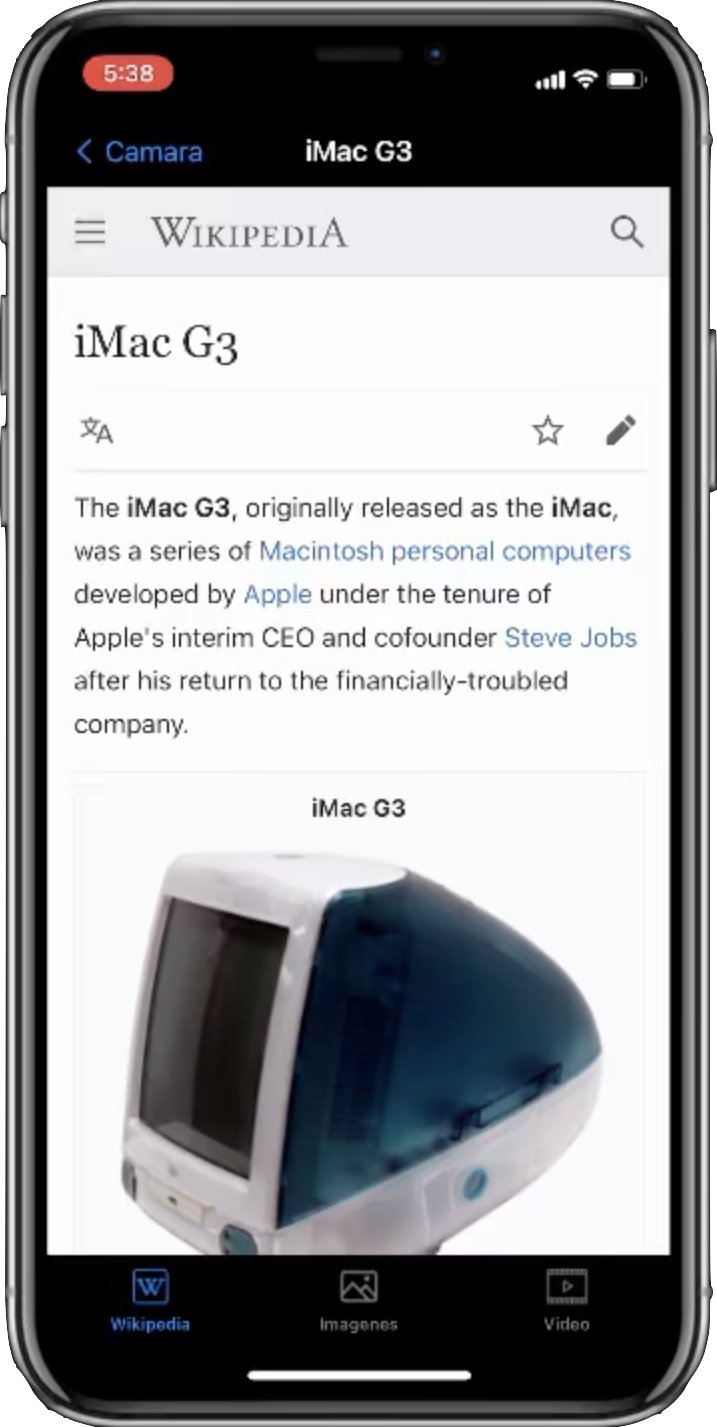 5:38
Camara
iMac G3
WIKIPEDIA
iMac G3
The iMac G3, originally released as the iMac,
was a series of Macintosh personal computers
developed by Apple under the tenure of
Apple's interim CEO and cofounder Steve Jobs
after his return to the financially-troubled
company.
iMac G3
Wikipedia
Imagenes
Video